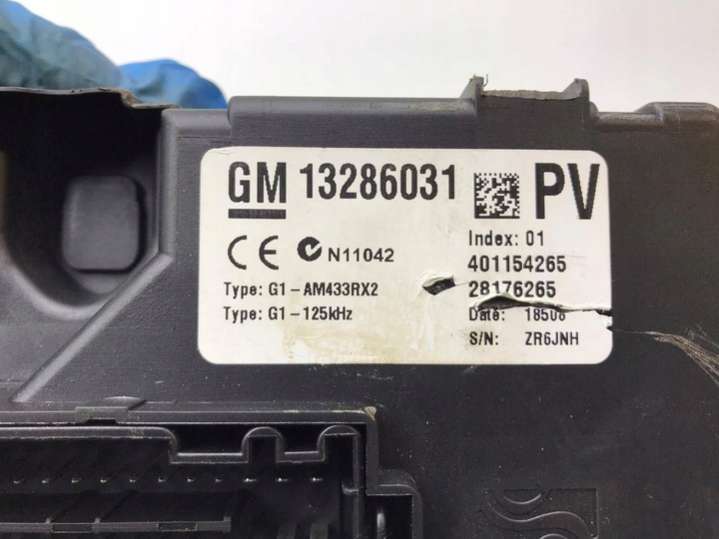 GM 13286031 PV
Index: 01
CE N11042
401154265
Type: G1-AM433RX2
28176265
Type: G1-125kHz
Date: 18506
S/N: ZR6JNH